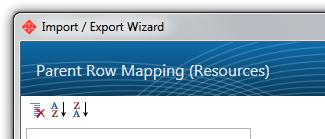 Import / Export Wizard
Parent Row Mapping (Resources)
A Z Z A